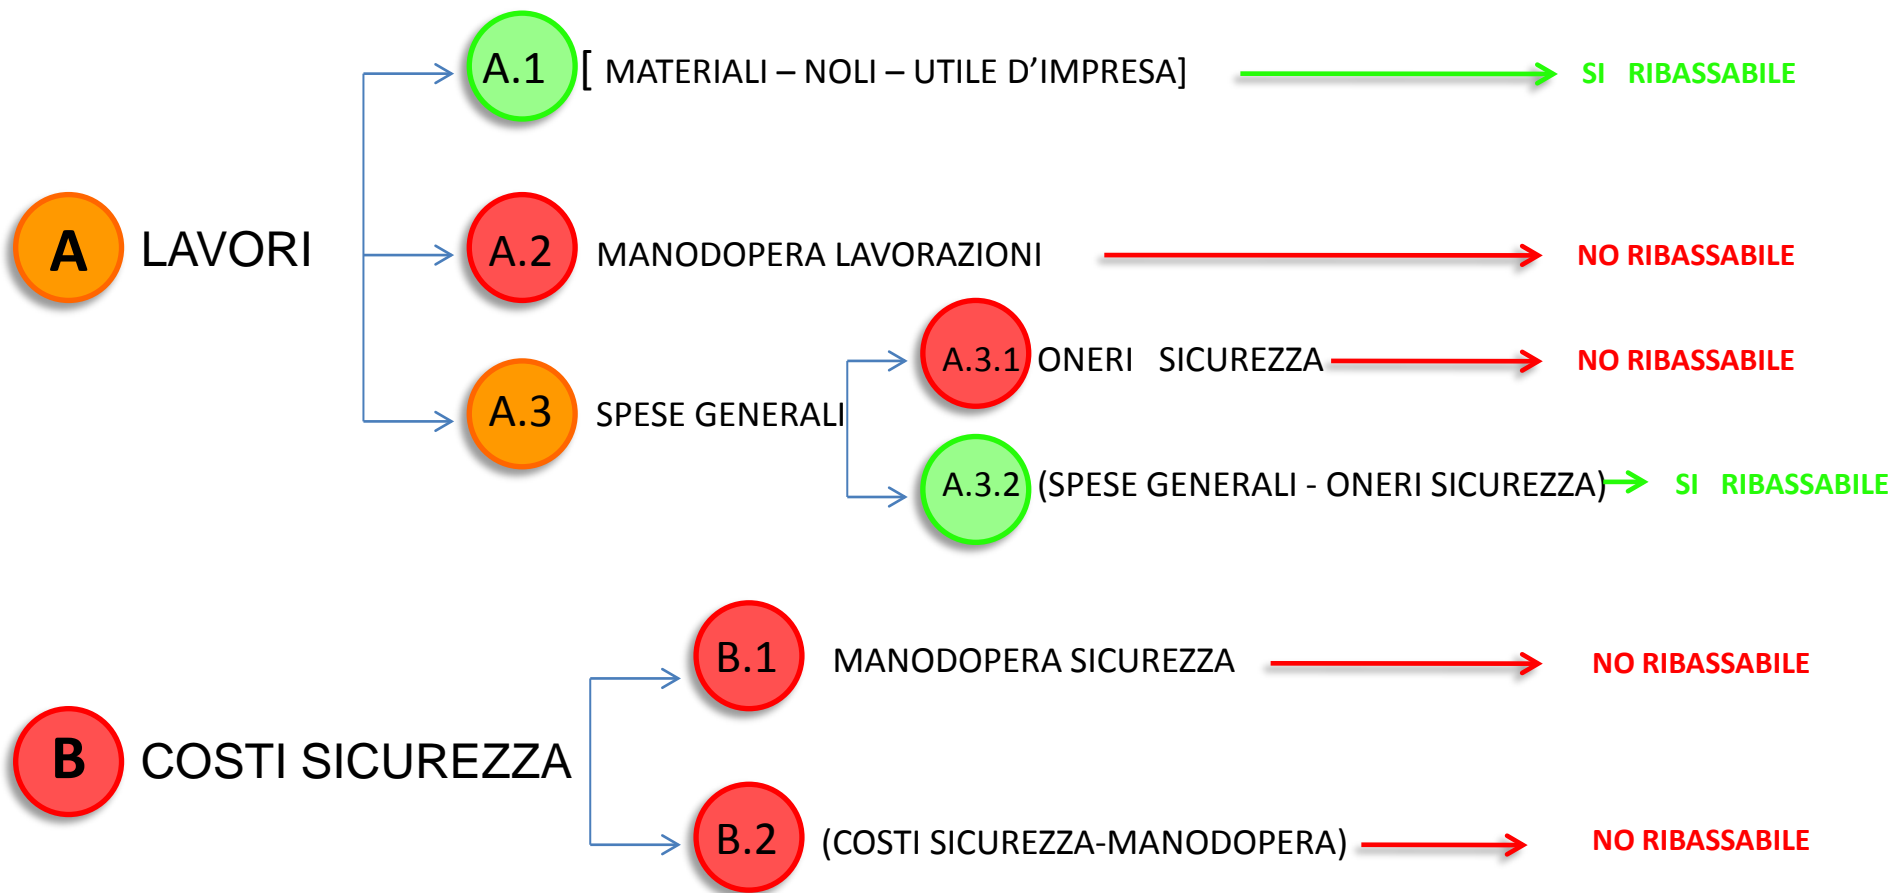 A.1 [ MATERIALI – NOLI – UTILE D’IMPRESA] SI RIBASSABILE
A LAVORI
A.2 MANODOPERA LAVORAZIONI NO RIBASSABILE
A.3 SPESE GENERALI
A.3.1 ONERI SICUREZZA NO RIBASSABILE
A.3.2 (SPESE GENERALI - ONERI SICUREZZA) SI RIBASSABILE
B COSTI SICUREZZA
B.1 MANODOPERA SICUREZZA NO RIBASSABILE
B.2 (COSTI SICUREZZA-MANODOPERA) NO RIBASSABILE